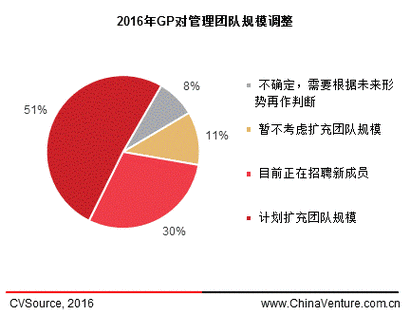 2016年GP对管理团队规模调整
8%
不确定，需要根据未来形
势再作判断
51%
11%
暂不考虑扩充团队规模
目前正在招聘新成员
计划扩充团队规模
30%
CVSource, 2016
www.ChinaVenture.com.cn